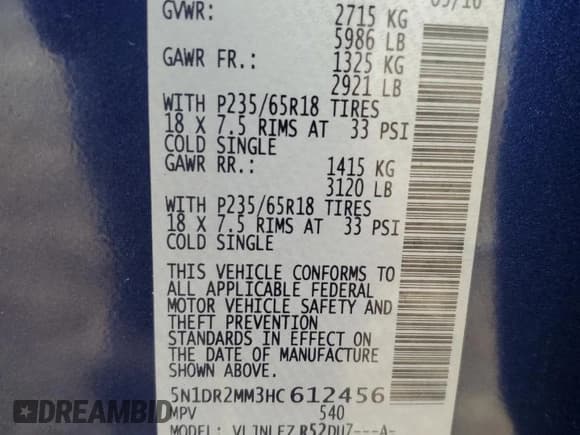 GVWR: 2715 KG
5986 LB
GAWR FR.: 1325 KG
2921 LB
WITH P235/65R18 TIRES
18 X 7.5 RIMS AT 33 PSI
COLD SINGLE
GAWR RR.: 1415 KG
3120 LB
WITH P235/65R18 TIRES
18 X 7.5 RIMS AT 33 PSI
COLD SINGLE
THIS VEHICLE CONFORMS TO
ALL APPLICABLE FEDERAL
MOTOR VEHICLE SAFETY AND
THEFT PREVENTION
STANDARDS IN EFFECT ON
THE DATE OF MANUFACTURE
SHOWN ABOVE.
5N1DR2MM3HC612456
MPV 540
MODEL:
EPICBID
HISTORY